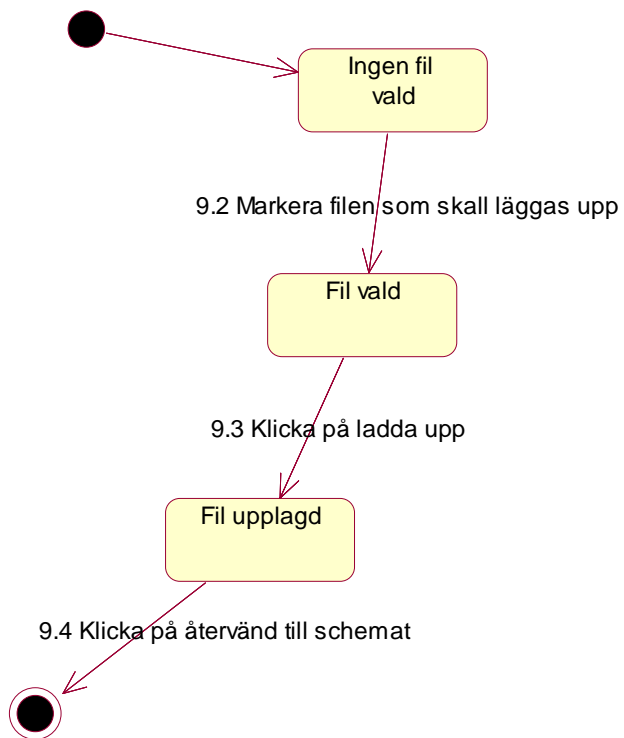 Ingen fil
vald
9.2 Markera filen som skall läggas upp
Fil vald
9.3 Klicka på ladda upp
Fil upplagd
9.4 Klicka på återvänd till schemat